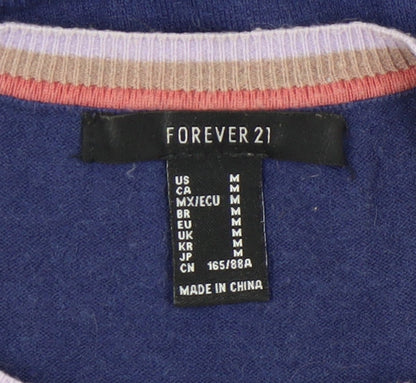 FOREVER 21
US M
CA M
MX/ECU M
BR M
EU M
UK M
KR M
JP M
CN 165/88A
MADE IN CHINA